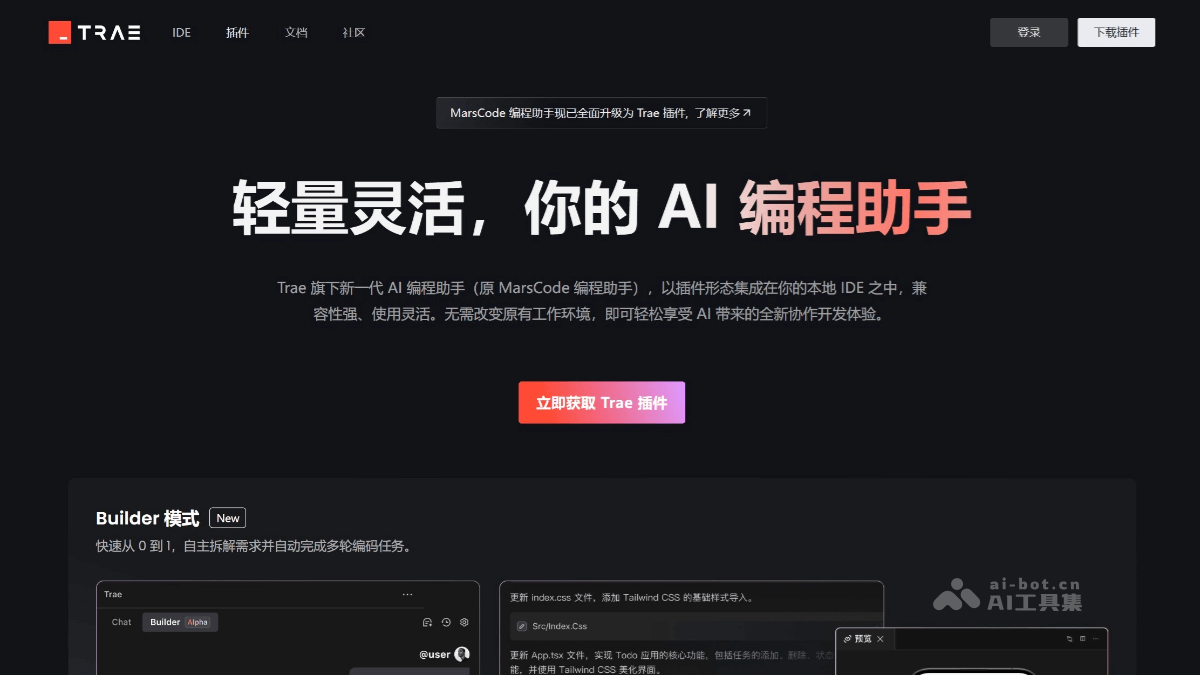 TRAE IDE 插件 文档 社区 登录 下载插件
MarsCode 编程助手现已全面升级为 Trae 插件，了解更多
轻量灵活，你的 AI 编程助手
Trae 旗下新一代 AI 编程助手（原 MarsCode 编程助手），以插件形态集成在你的本地 IDE 之中，兼
容性强、使用灵活。无需改变原有工作环境，即可轻松享受 AI 带来的全新协作开发体验。
立即获取 Trae 插件
Builder 模式 New
快速从 0 到 1，自主拆解需求并自动完成多轮编码任务。
Trae
Chat Builder Alpha
@user
更新 index.css 文件，添加 Tailwind CSS 的基础样式导入。
Src/Index.Css
更新 App.tsx 文件，实现 Todo 应用的核心功能，包括任务的添加、删除、状态
能，并使用 Tailwind CSS 美化界面。
ai-bot.cn
AI工具集
预览